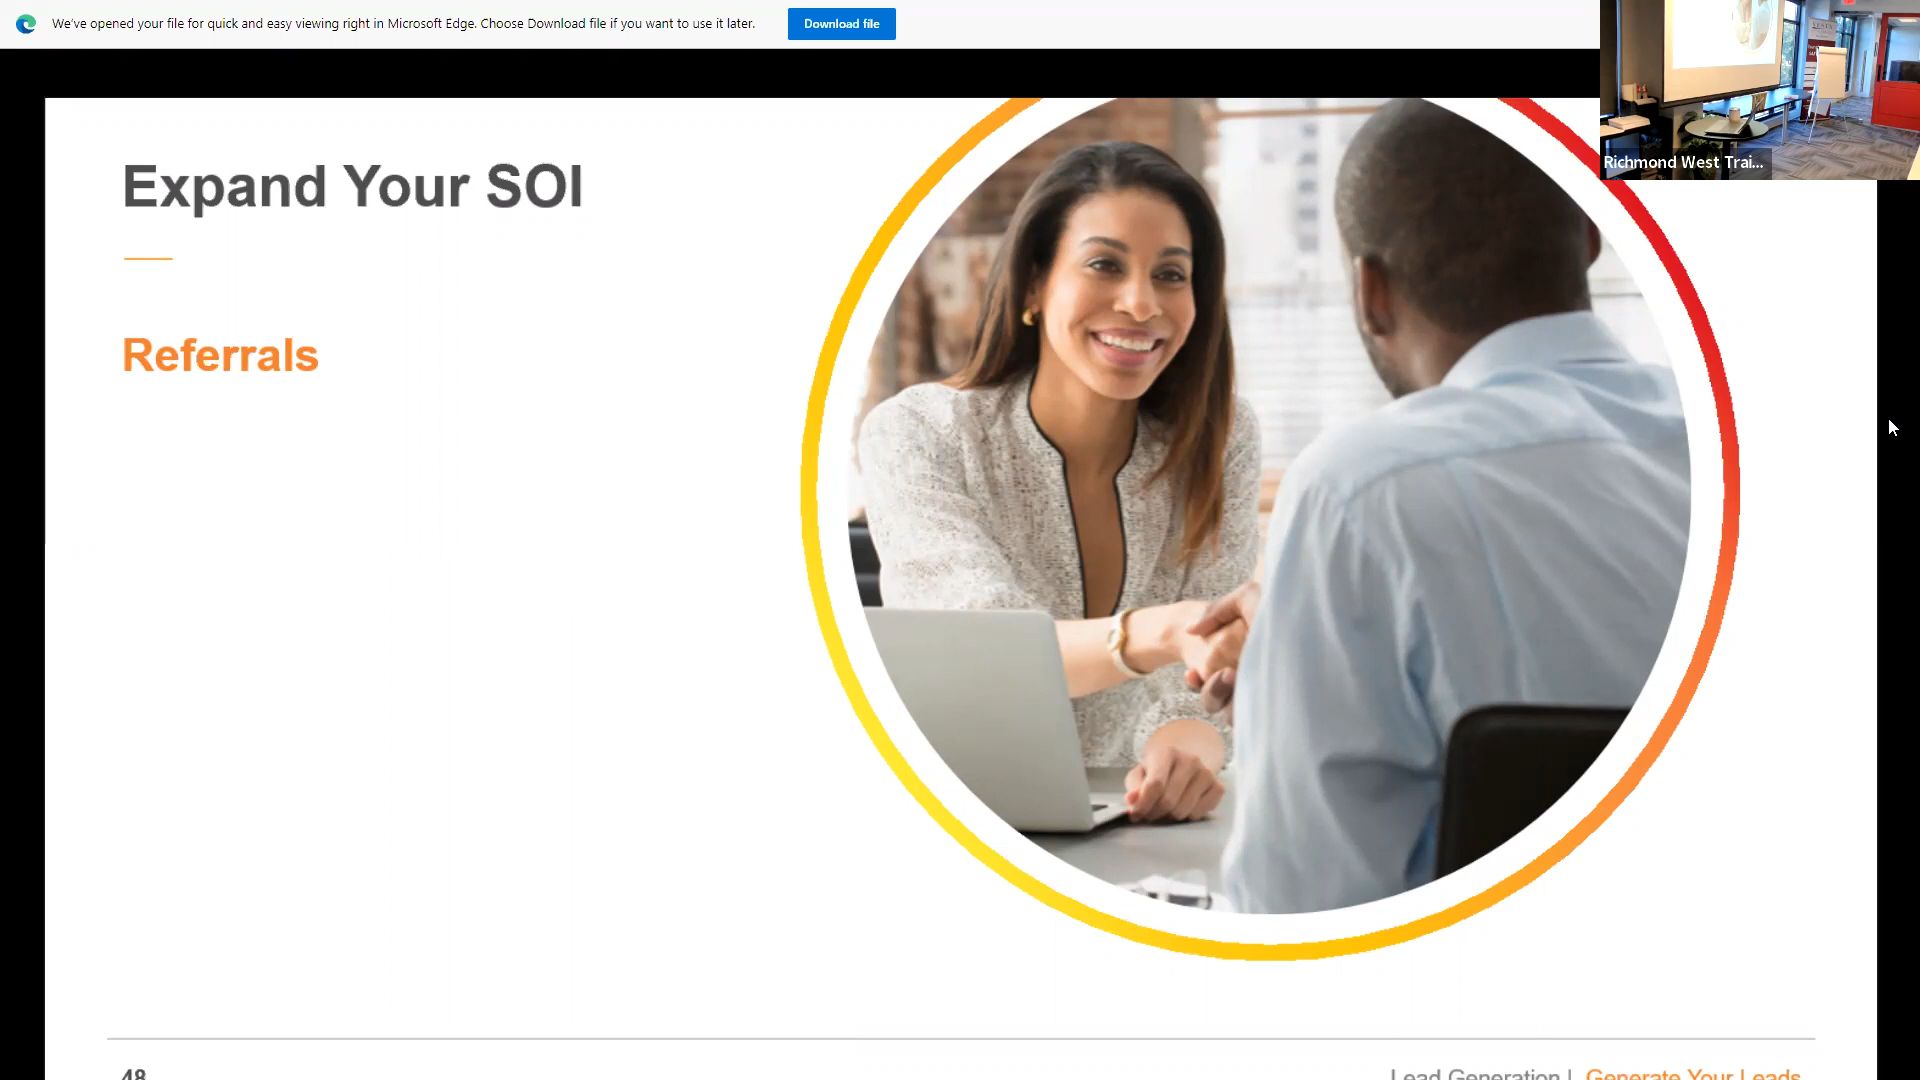 We've opened your file for quick and easy viewing right in Microsoft Edge. Choose Download file if you want to use it later.
Download file
Richmond West Trai...
Expand Your SOI
Referrals
48
Lead Generation | Generate Your Leads